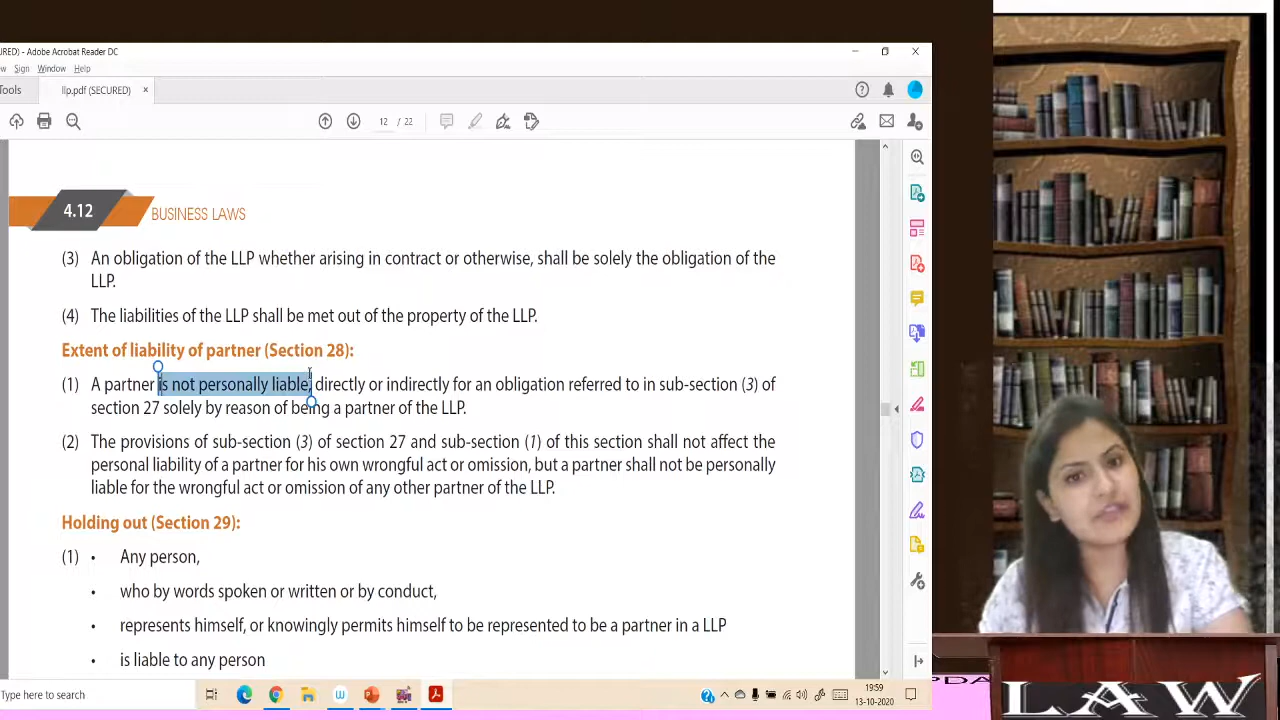 RED) - Adobe Acrobat Reader DC
w Sign Window Help
Tools
llp.pdf (SECURED) ×
12 / 22
4.12 BUSINESS LAWS
(3) An obligation of the LLP whether arising in contract or otherwise, shall be solely the obligation of the
LLP.
(4) The liabilities of the LLP shall be met out of the property of the LLP.
Extent of liability of partner (Section 28):
(1) A partner is not personally liable, directly or indirectly for an obligation referred to in sub-section (3) of
section 27 solely by reason of being a partner of the LLP.
(2) The provisions of sub-section (3) of section 27 and sub-section (1) of this section shall not affect the
personal liability of a partner for his own wrongful act or omission, but a partner shall not be personally
liable for the wrongful act or omission of any other partner of the LLP.
Holding out (Section 29):
(1) • Any person,
• who by words spoken or written or by conduct,
• represents himself, or knowingly permits himself to be represented to be a partner in a LLP
• is liable to any person
Type here to search
19:59
13-10-2020
PDA
LAW